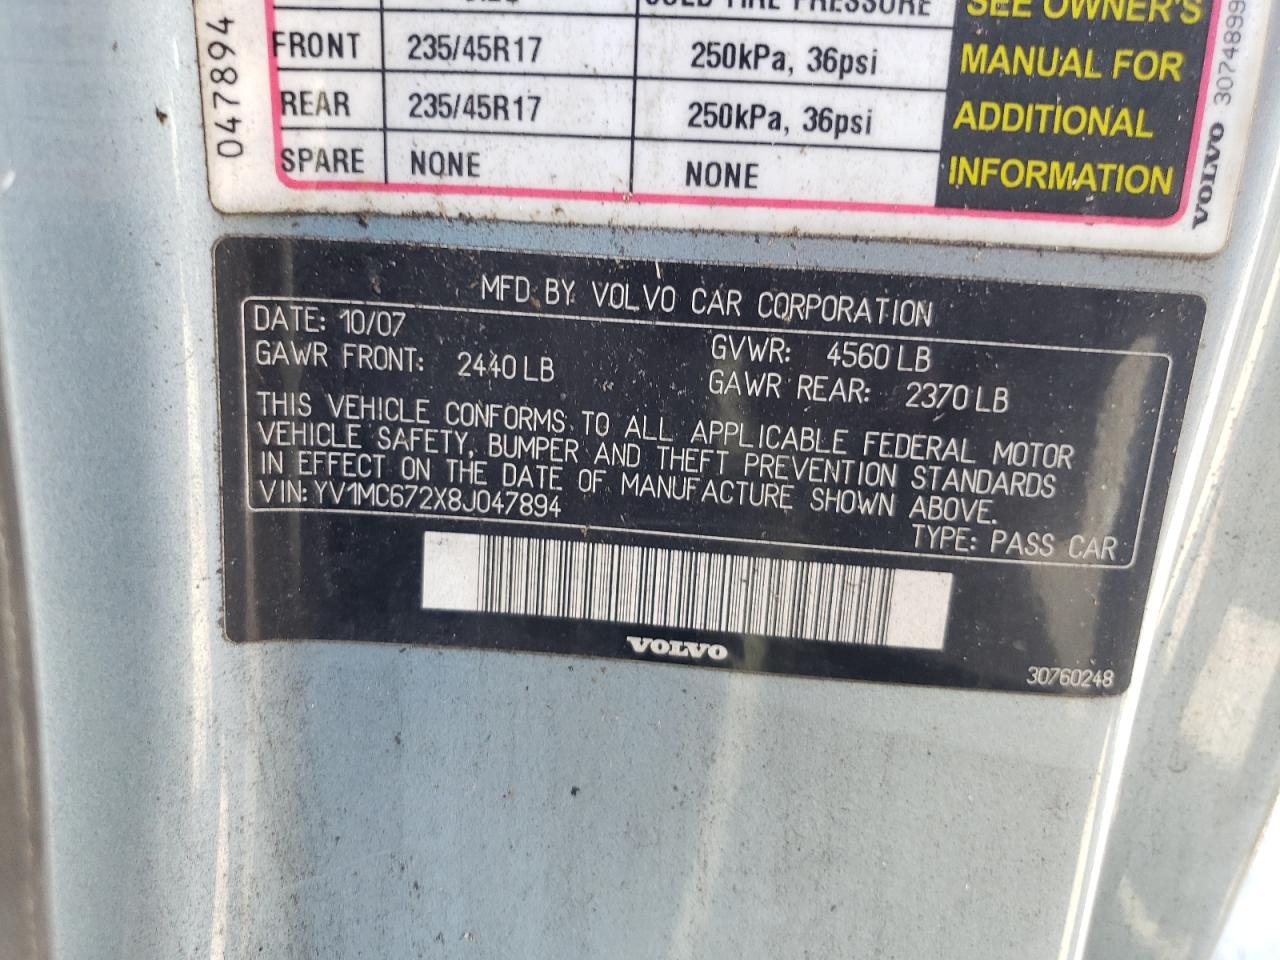 COLD TIRE PRESSURE
SEE OWNER'S
FRONT 235/45R17 250kPa, 36psi MANUAL FOR
REAR 235/45R17 250kPa, 36psi ADDITIONAL
SPARE NONE NONE INFORMATION
047894
VOLVO 3074899
MFD BY VOLVO CAR CORPORATION
DATE: 10/07 GVWR: 4560 LB
GAWR FRONT: 2440 LB GAWR REAR: 2370 LB
THIS VEHICLE CONFORMS TO ALL APPLICABLE FEDERAL MOTOR
VEHICLE SAFETY, BUMPER AND THEFT PREVENTION STANDARDS
IN EFFECT ON THE DATE OF MANUFACTURE SHOWN ABOVE.
VIN: YV1MC672X8J047894 TYPE: PASS CAR
VOLVO
30760248